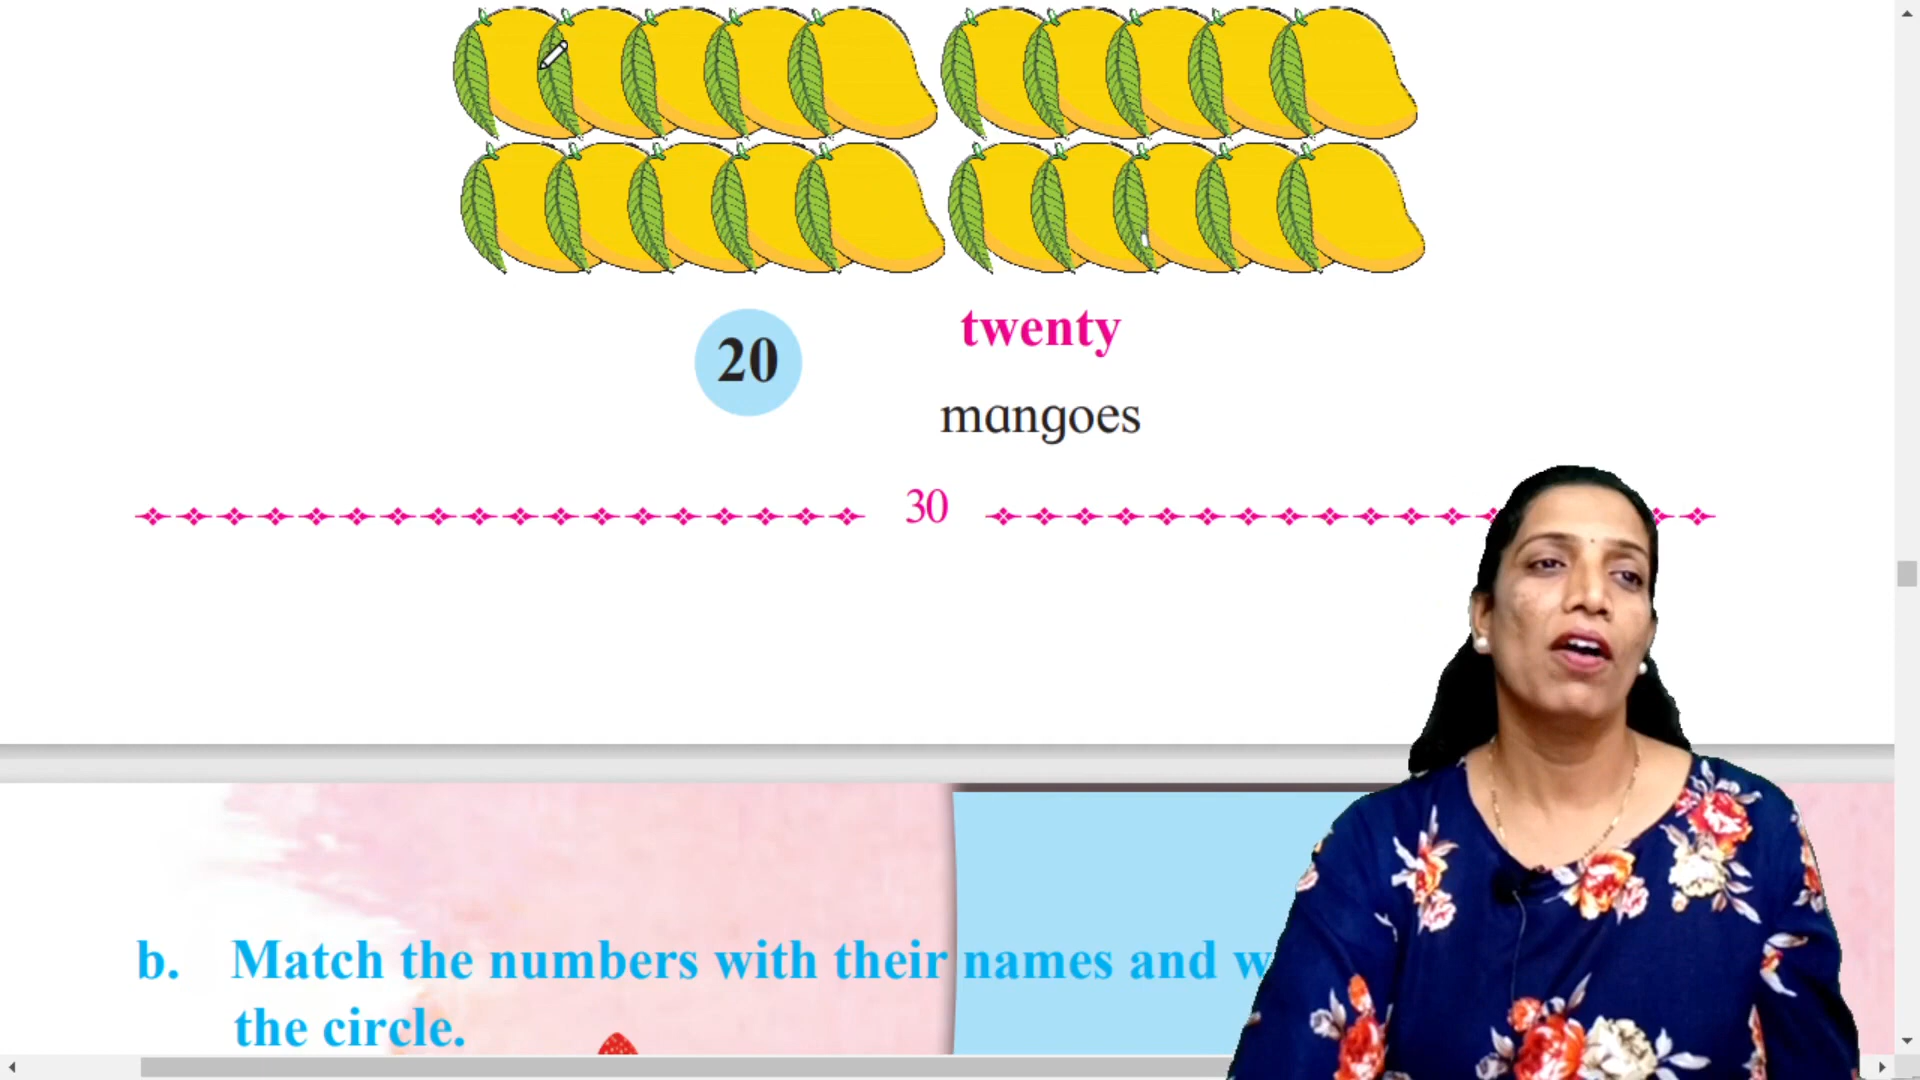 20
twenty
mangoes
30
b. Match the numbers with their names and
the circle.